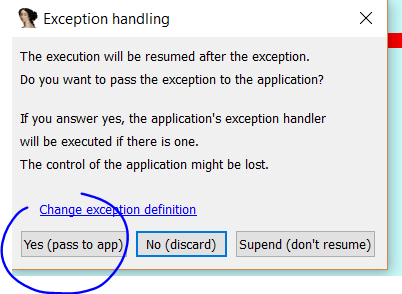 Exception handling
The execution will be resumed after the exception.
Do you want to pass the exception to the application?
If you answer yes, the application's exception handler
will be executed if there is one.
The control of the application might be lost.
Change exception definition
Yes (pass to app) No (discard) Supend (don't resume)